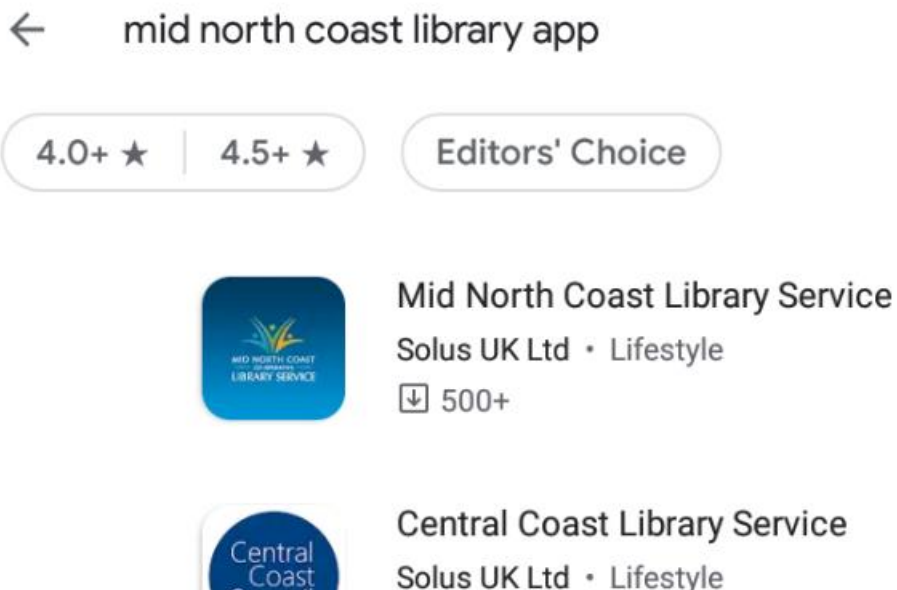 mid north coast library app
4.0+ ★ 4.5+ ★ Editors' Choice
Mid North Coast Library Service
Solus UK Ltd • Lifestyle
500+
MID NORTH COAST
LIBRARY SERVICE
Central Coast Library Service
Solus UK Ltd • Lifestyle
Central
Coast